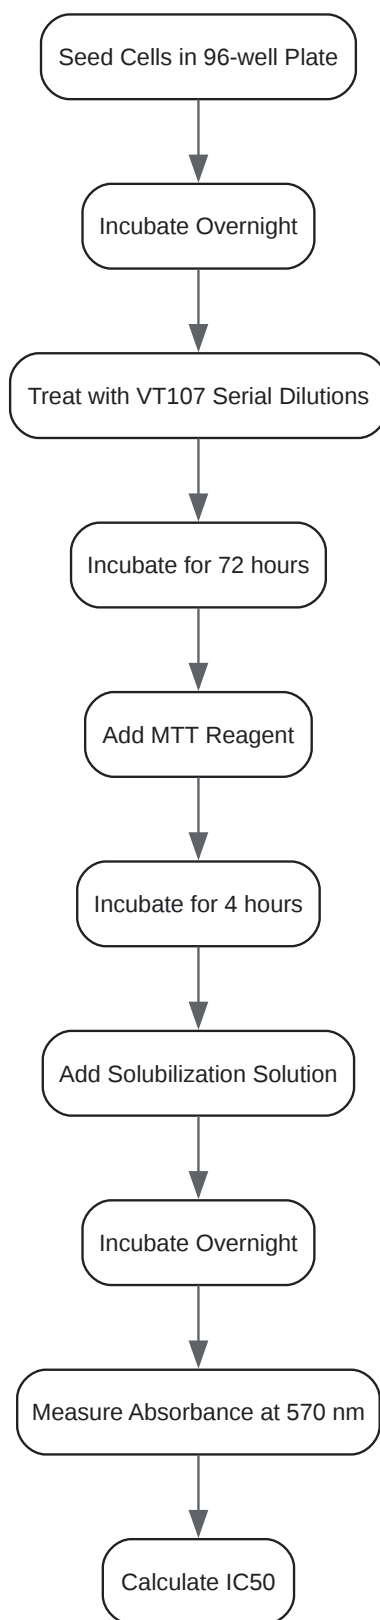 Seed Cells in 96-well Plate
Incubate Overnight
Treat with VT107 Serial Dilutions
Incubate for 72 hours
Add MTT Reagent
Incubate for 4 hours
Add Solubilization Solution
Incubate Overnight
Measure Absorbance at 570 nm
Calculate IC50